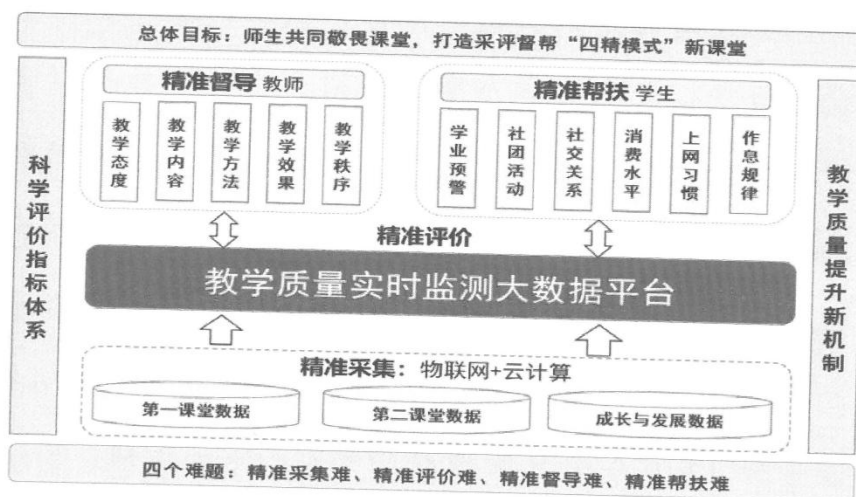 总体目标：师生共同敬畏课堂，打造采评督帮“四精模式”新课堂
科学评价指标体系
精准督导 教师
教学态度
教学内容
教学方法
教学效果
教学秩序
精准帮扶 学生
学业预警
社团活动
社交关系
消费水平
上网习惯
作息规律
教学质量提升新机制
精准评价
教学质量实时监测大数据平台
精准采集：物联网+云计算
第一课堂数据
第二课堂数据
成长与发展数据
四个难题：精准采集难、精准评价难、精准督导难、精准帮扶难